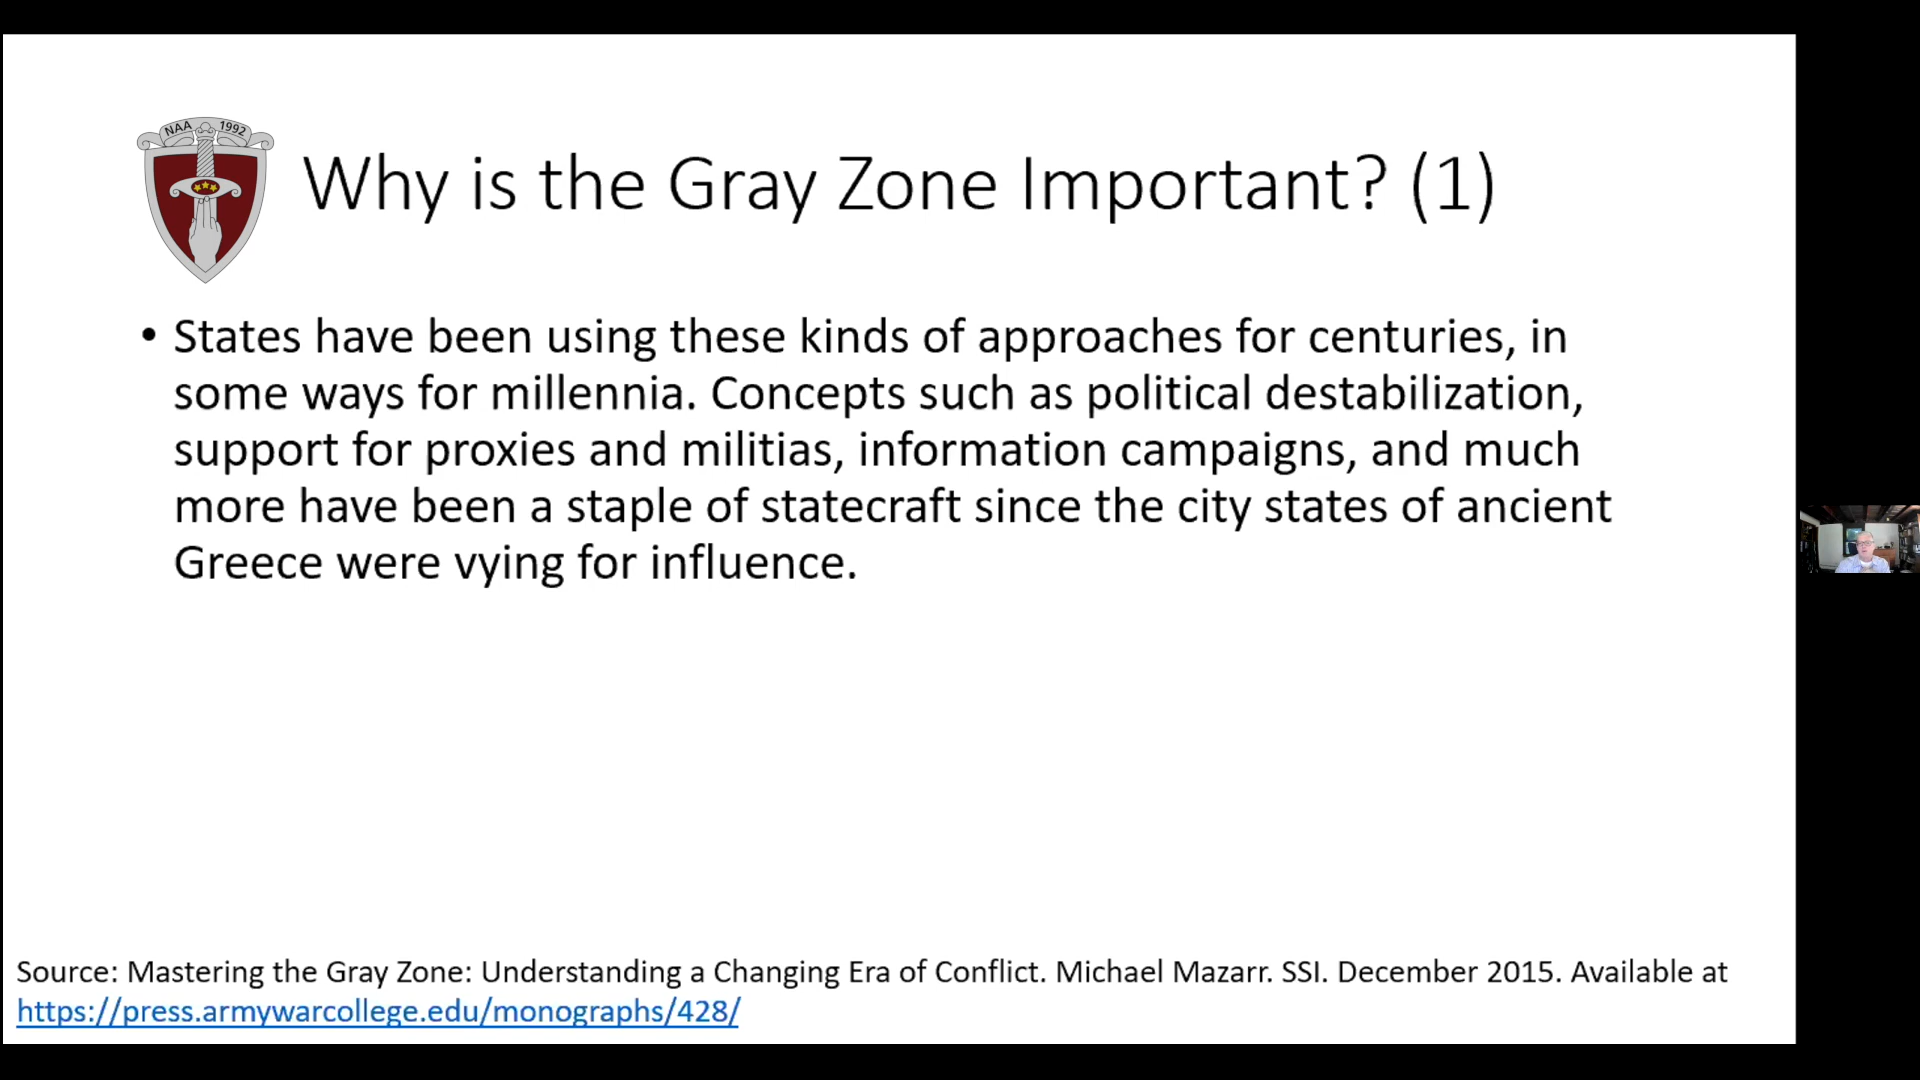 NAA 1992
Why is the Gray Zone Important? (1)
• States have been using these kinds of approaches for centuries, in
some ways for millennia. Concepts such as political destabilization,
support for proxies and militias, information campaigns, and much
more have been a staple of statecraft since the city states of ancient
Greece were vying for influence.
Source: Mastering the Gray Zone: Understanding a Changing Era of Conflict. Michael Mazarr. SSI. December 2015. Available at
https://press.armywarcollege.edu/monographs/428/